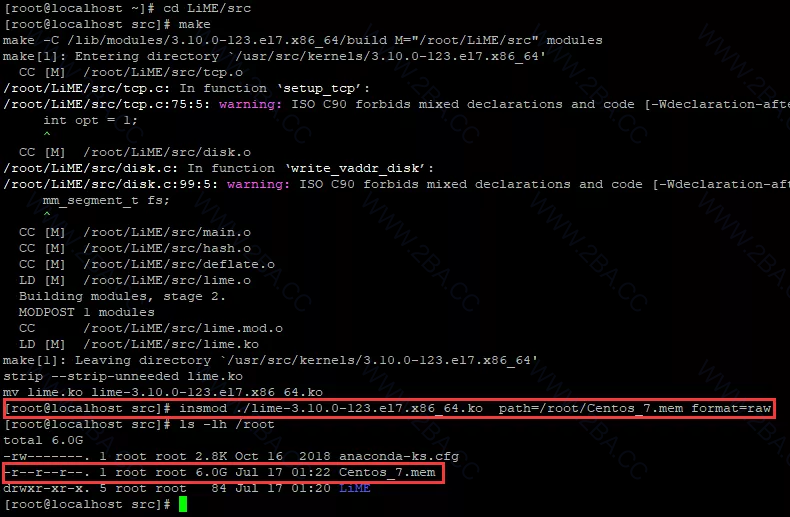 [root@localhost ~]# cd LiME/src
[root@localhost src]# make
make -C /lib/modules/3.10.0-123.el7.x86_64/build M="/root/LiME/src" modules
make[1]: Entering directory `/usr/src/kernels/3.10.0-123.el7.x86_64'
CC [M]  /root/LiME/src/tcp.o
/root/LiME/src/tcp.c: In function ‘setup_tcp’:
/root/LiME/src/tcp.c:75:5: warning: ISO C90 forbids mixed declarations and code [-Wdeclaration-afte
int opt = 1;
^
CC [M]  /root/LiME/src/disk.o
/root/LiME/src/disk.c: In function ‘write_vaddr_disk’:
/root/LiME/src/disk.c:99:5: warning: ISO C90 forbids mixed declarations and code [-Wdeclaration-aft
mm_segment_t fs;
^
CC [M]  /root/LiME/src/main.o
CC [M]  /root/LiME/src/hash.o
CC [M]  /root/LiME/src/deflate.o
LD [M]  /root/LiME/src/lime.o
Building modules, stage 2.
MODPOST 1 modules
CC      /root/LiME/src/lime.mod.o
LD [M]  /root/LiME/src/lime.ko
make[1]: Leaving directory `/usr/src/kernels/3.10.0-123.el7.x86_64'
strip --strip-unneeded lime.ko
mv lime.ko lime-3.10.0-123.el7.x86_64.ko
[root@localhost src]# insmod ./lime-3.10.0-123.el7.x86_64.ko  path=/root/Centos_7.mem format=raw
[root@localhost src]# ls -lh /root
total 6.0G
-rw-------. 1 root root 2.8K Oct 16  2018 anaconda-ks.cfg
-r--r--r--. 1 root root 6.0G Jul 17 01:22 Centos_7.mem
drwxr-xr-x. 5 root root   84 Jul 17 01:20 LiME
[root@localhost src]#
WWW.2BA.CC
WWW.2BA.CC
WWW.2BA.CC
WWW.2BA.CC